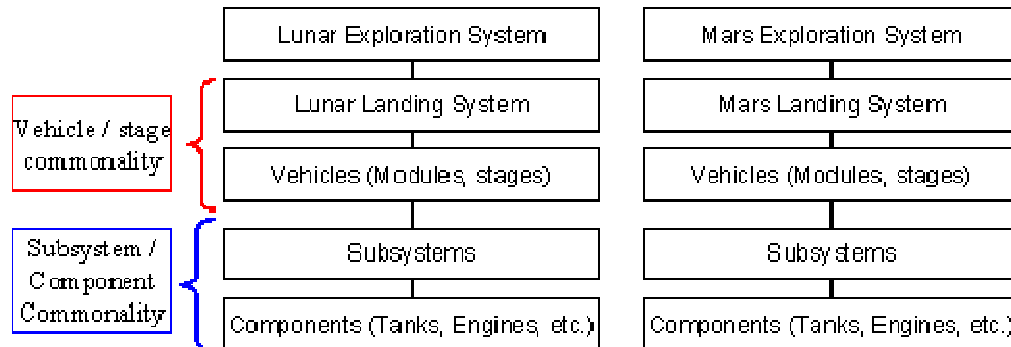 Lunar Exploration System
Mars Exploration System
Vehicle / stage
commonality
Lunar Landing System
Mars Landing System
Vehicles (Modules, stages)
Vehicles (Modules, stages)
Subsystem /
Component
Commonality
Subsystems
Subsystems
Components (Tanks, Engines, etc.)
Components (Tanks, Engines, etc.)